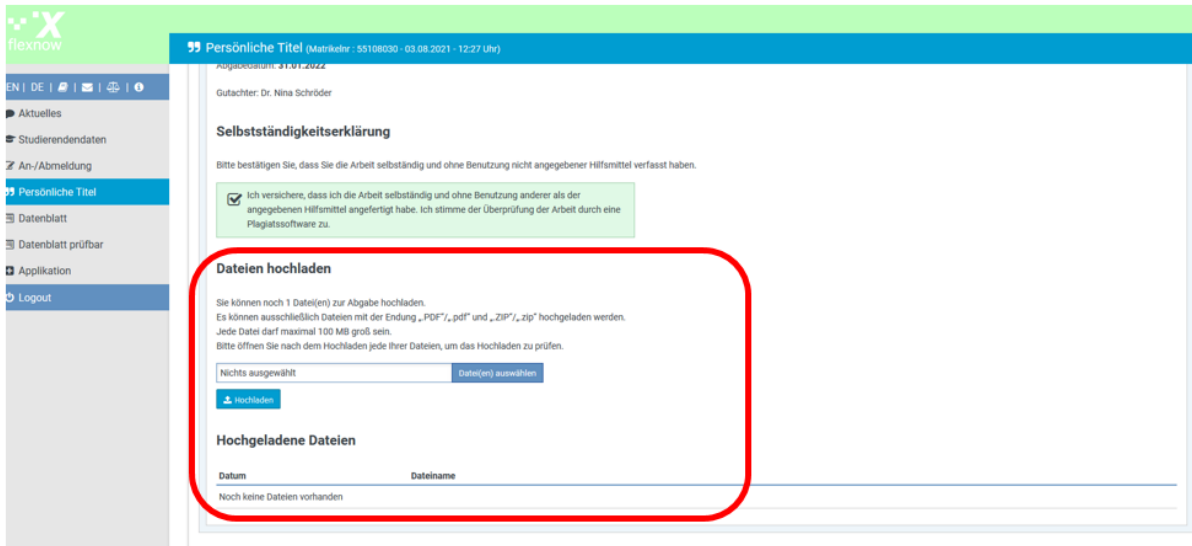 flexnow
Persönliche Titel (Matrikelnr : 55108030 - 03.08.2021 - 12:27 Uhr)
EN | DE | | | |
Aktuelles
Studierendendaten
An-/Abmeldung
Persönliche Titel
Datenblatt
Datenblatt prüfbar
Applikation
Logout
Abgabedatum: 31.01.2022
Gutachter: Dr. Nina Schröder
Selbstständigkeitserklärung
Bitte bestätigen Sie, dass Sie die Arbeit selbständig und ohne Benutzung nicht angegebener Hilfsmittel verfasst haben.
Ich versichere, dass ich die Arbeit selbständig und ohne Benutzung anderer als der
angegebenen Hilfsmittel angefertigt habe. Ich stimme der Überprüfung der Arbeit durch eine
Plagiatssoftware zu.
Dateien hochladen
Sie können noch 1 Datei(en) zur Abgabe hochladen.
Es können ausschließlich Dateien mit der Endung „.PDF“/„.pdf“ und „.ZIP“/„.zip“ hochgeladen werden.
Jede Datei darf maximal 100 MB groß sein.
Bitte öffnen Sie nach dem Hochladen jede Ihrer Dateien, um das Hochladen zu prüfen.
Nichts ausgewählt
Datei(en) auswählen
Hochladen
Hochgeladene Dateien
Datum Dateiname
Noch keine Dateien vorhanden